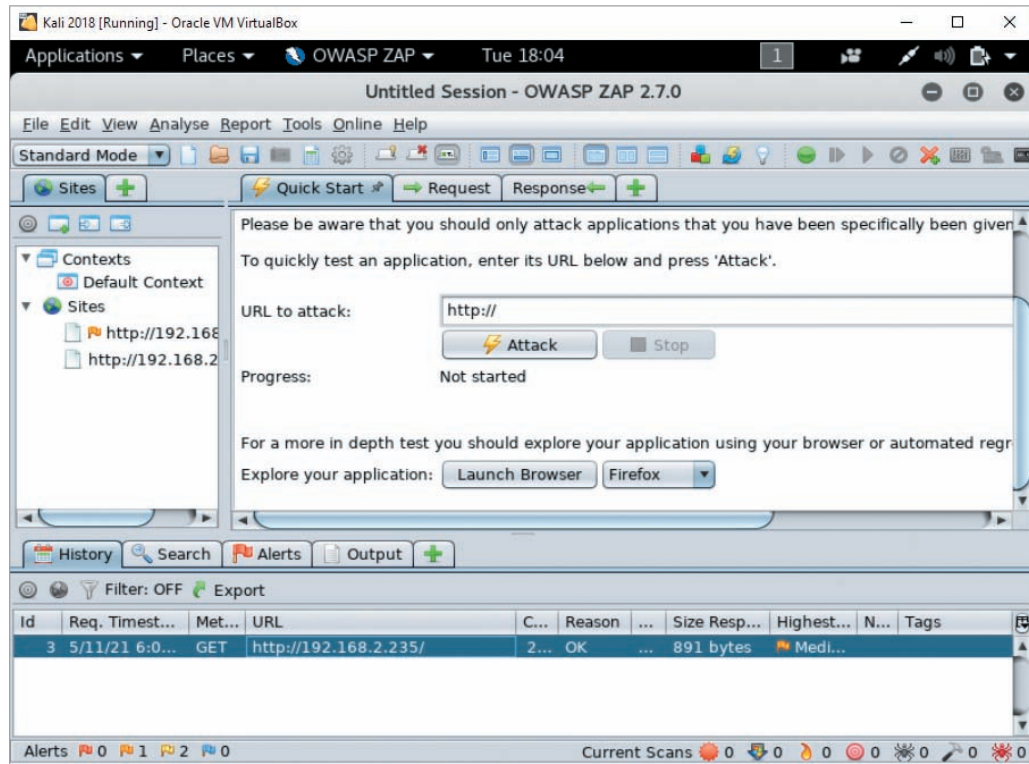 Kali 2018 [Running] - Oracle VM VirtualBox
Applications Places OWASP ZAP Tue 18:04 1
Untitled Session - OWASP ZAP 2.7.0
File Edit View Analyse Report Tools Online Help
Standard Mode
Sites Quick Start Request Response
Please be aware that you should only attack applications that you have been specifically been given
To quickly test an application, enter its URL below and press 'Attack'.
Contexts
Default Context
Sites
http://192.168
http://192.168.2
URL to attack: http://
Attack Stop
Progress: Not started
For a more in depth test you should explore your application using your browser or automated regr
Explore your application: Launch Browser Firefox
History Search Alerts Output
Filter: OFF Export
Id Req. Timest... Met... URL C... Reason ... Size Resp... Highest... N... Tags
3 5/11/21 6:0... GET http://192.168.2.235/ 2... OK ... 891 bytes Medi...
Alerts 0 1 2 0 Current Scans 0 0 0 0 0 0 0